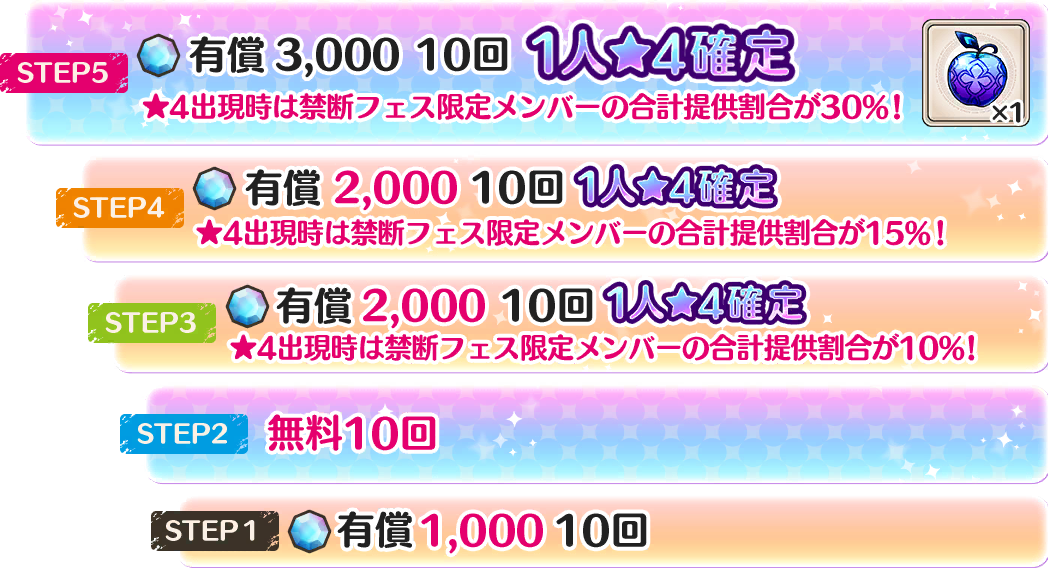 STEP5 有償 3,000 10回 1人★4確定
★4出現時は禁断フェス限定メンバーの合計提供割合が30%!
×1
STEP4 有償 2,000 10回 1人★4確定
★4出現時は禁断フェス限定メンバーの合計提供割合が15%!
STEP3 有償 2,000 10回 1人★4確定
★4出現時は禁断フェス限定メンバーの合計提供割合が10%!
STEP2 無料10回
STEP1 有償 1,000 10回